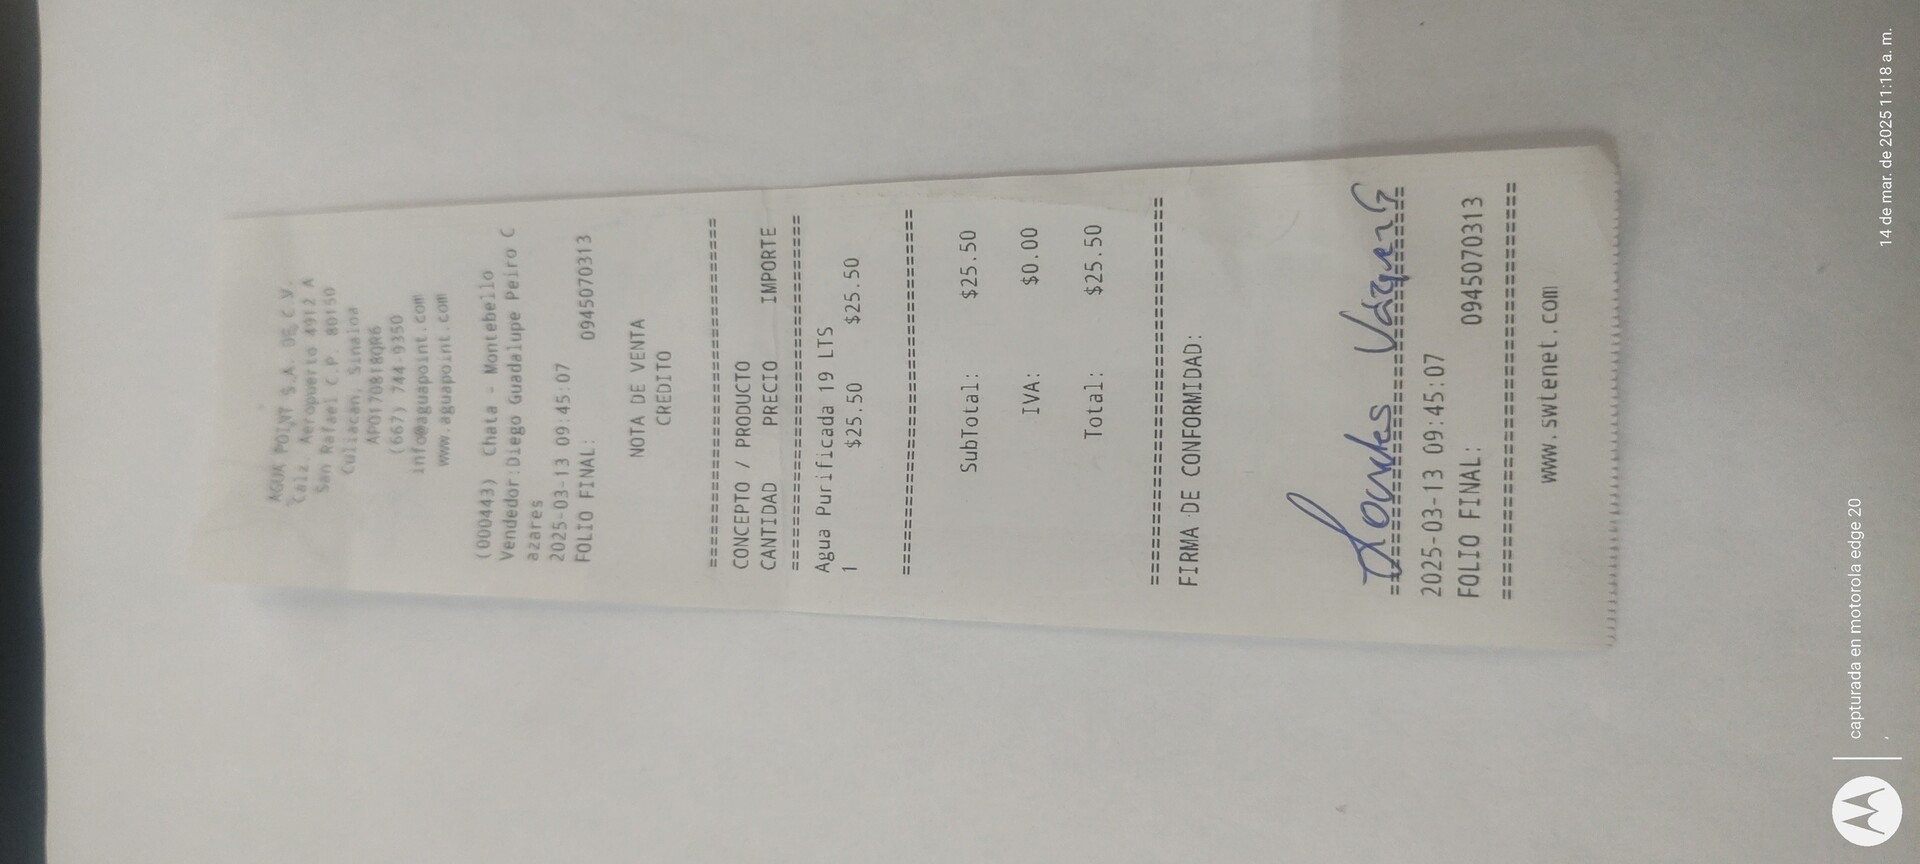 AGUA POINT S.A. DE C.V.
Calz. Aeropuerto 4912 A
San Rafael C.P. 80150
Culiacan, Sinaloa
APO170818QR6
(667) 744-9350
info@aguapoint.com
www.aguapoint.com
(000443) Chata - Montebello
Vendedor:Diego Guadalupe Peiro C
azares
2025-03-13 09:45:07
FOLIO FINAL: 0945070313
NOTA DE VENTA
CREDITO
================================
CONCEPTO / PRODUCTO
CANTIDAD PRECIO IMPORTE
================================
Agua Purificada 19 LTS
1 $25.50 $25.50
================================
SubTotal: $25.50
IVA: $0.00
Total: $25.50
================================
FIRMA DE CONFORMIDAD:
Lourdes Vázquez G
================================
2025-03-13 09:45:07
FOLIO FINAL: 0945070313
================================
www.swlenet.com
capturada en motorola edge 20
14 de mar. de 2025 11:18 a. m.